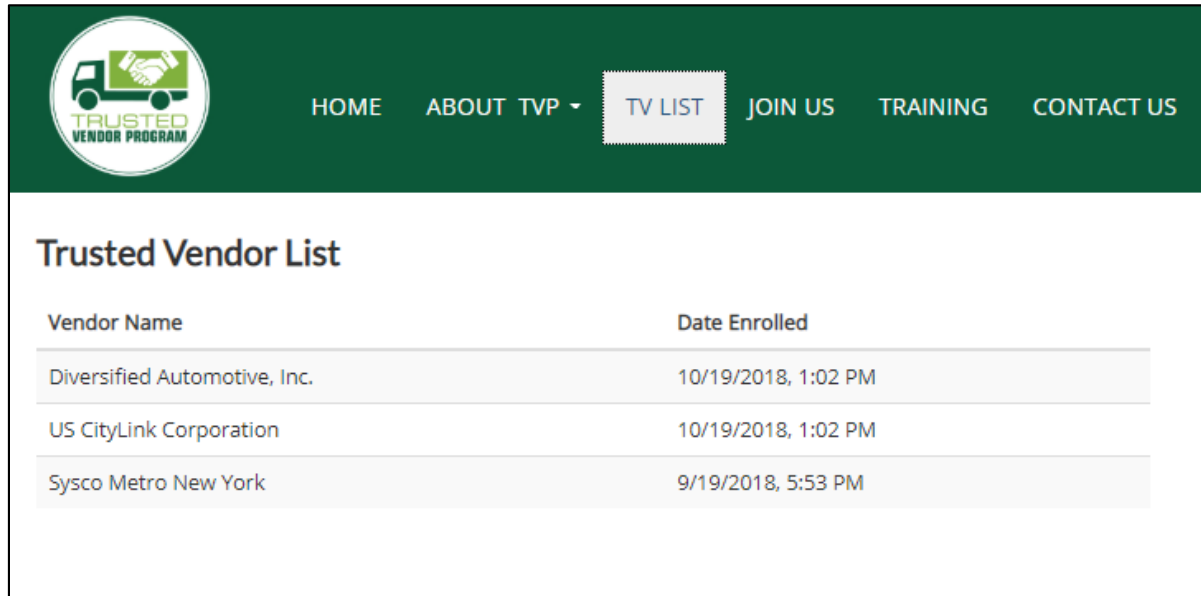 TRUSTED
VENDOR PROGRAM
HOME ABOUT TVP TV LIST JOIN US TRAINING CONTACT US
Trusted Vendor List
Vendor Name Date Enrolled
Diversified Automotive, Inc. 10/19/2018, 1:02 PM
US CityLink Corporation 10/19/2018, 1:02 PM
Sysco Metro New York 9/19/2018, 5:53 PM